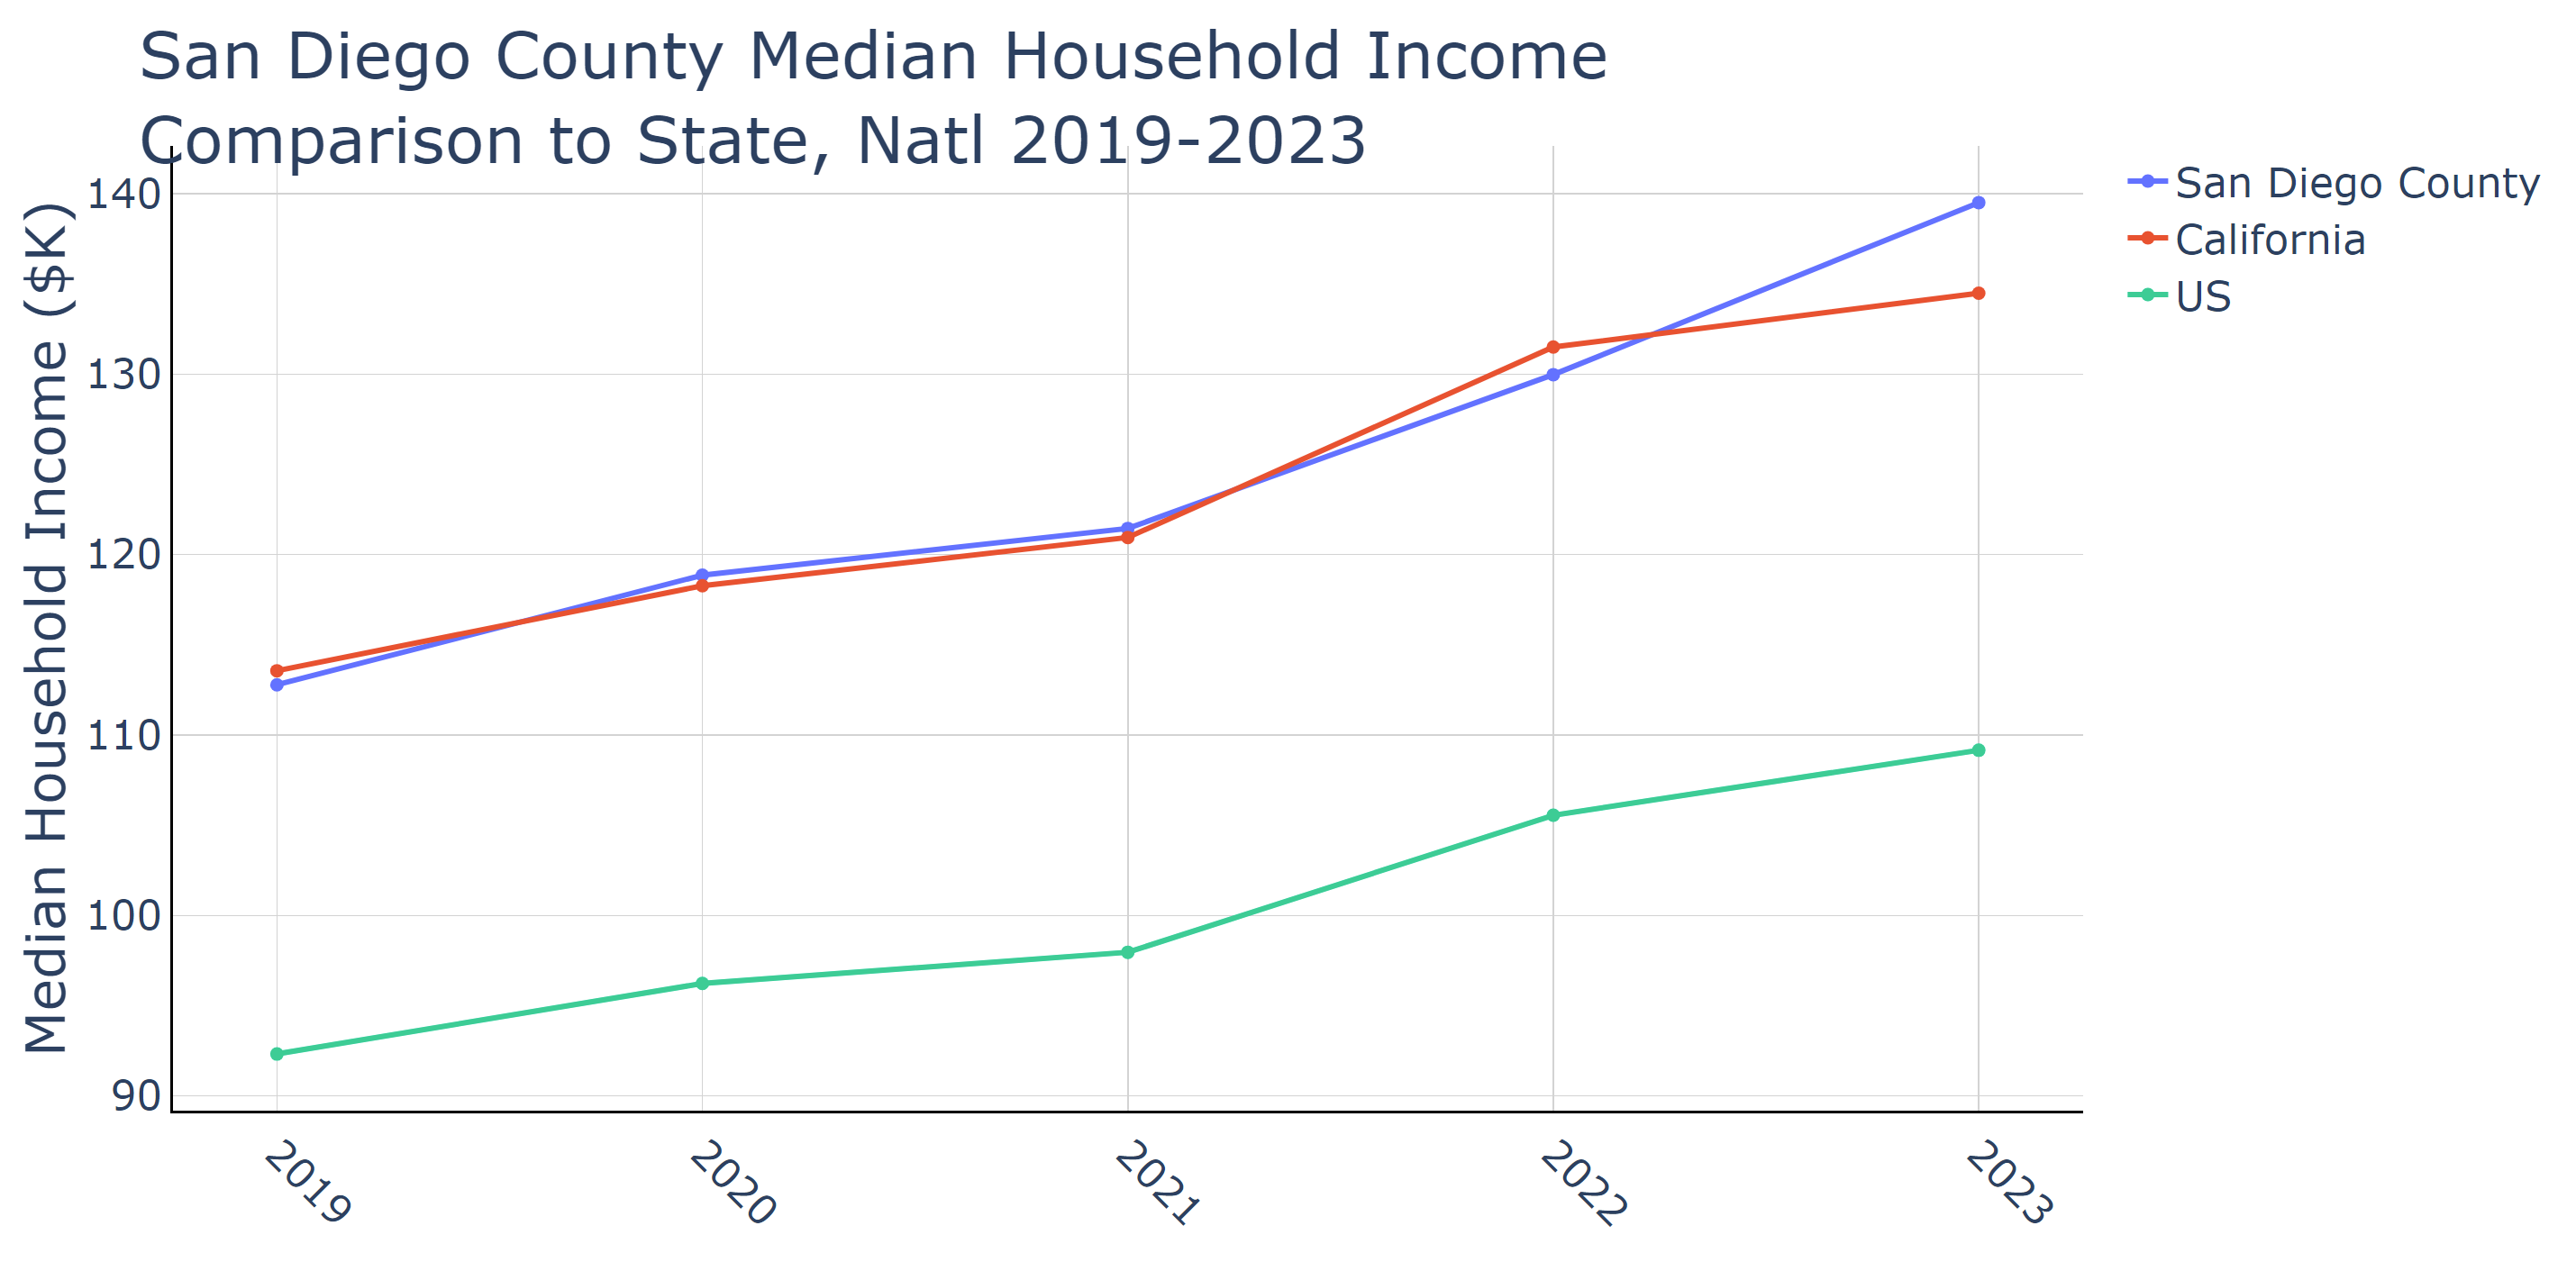 San Diego County Median Household Income
Comparison to State, Natl 2019-2023
Median Household Income ($K)
140
130
120
110
100
90
2019
2020
2021
2022
2023
San Diego County
California
US